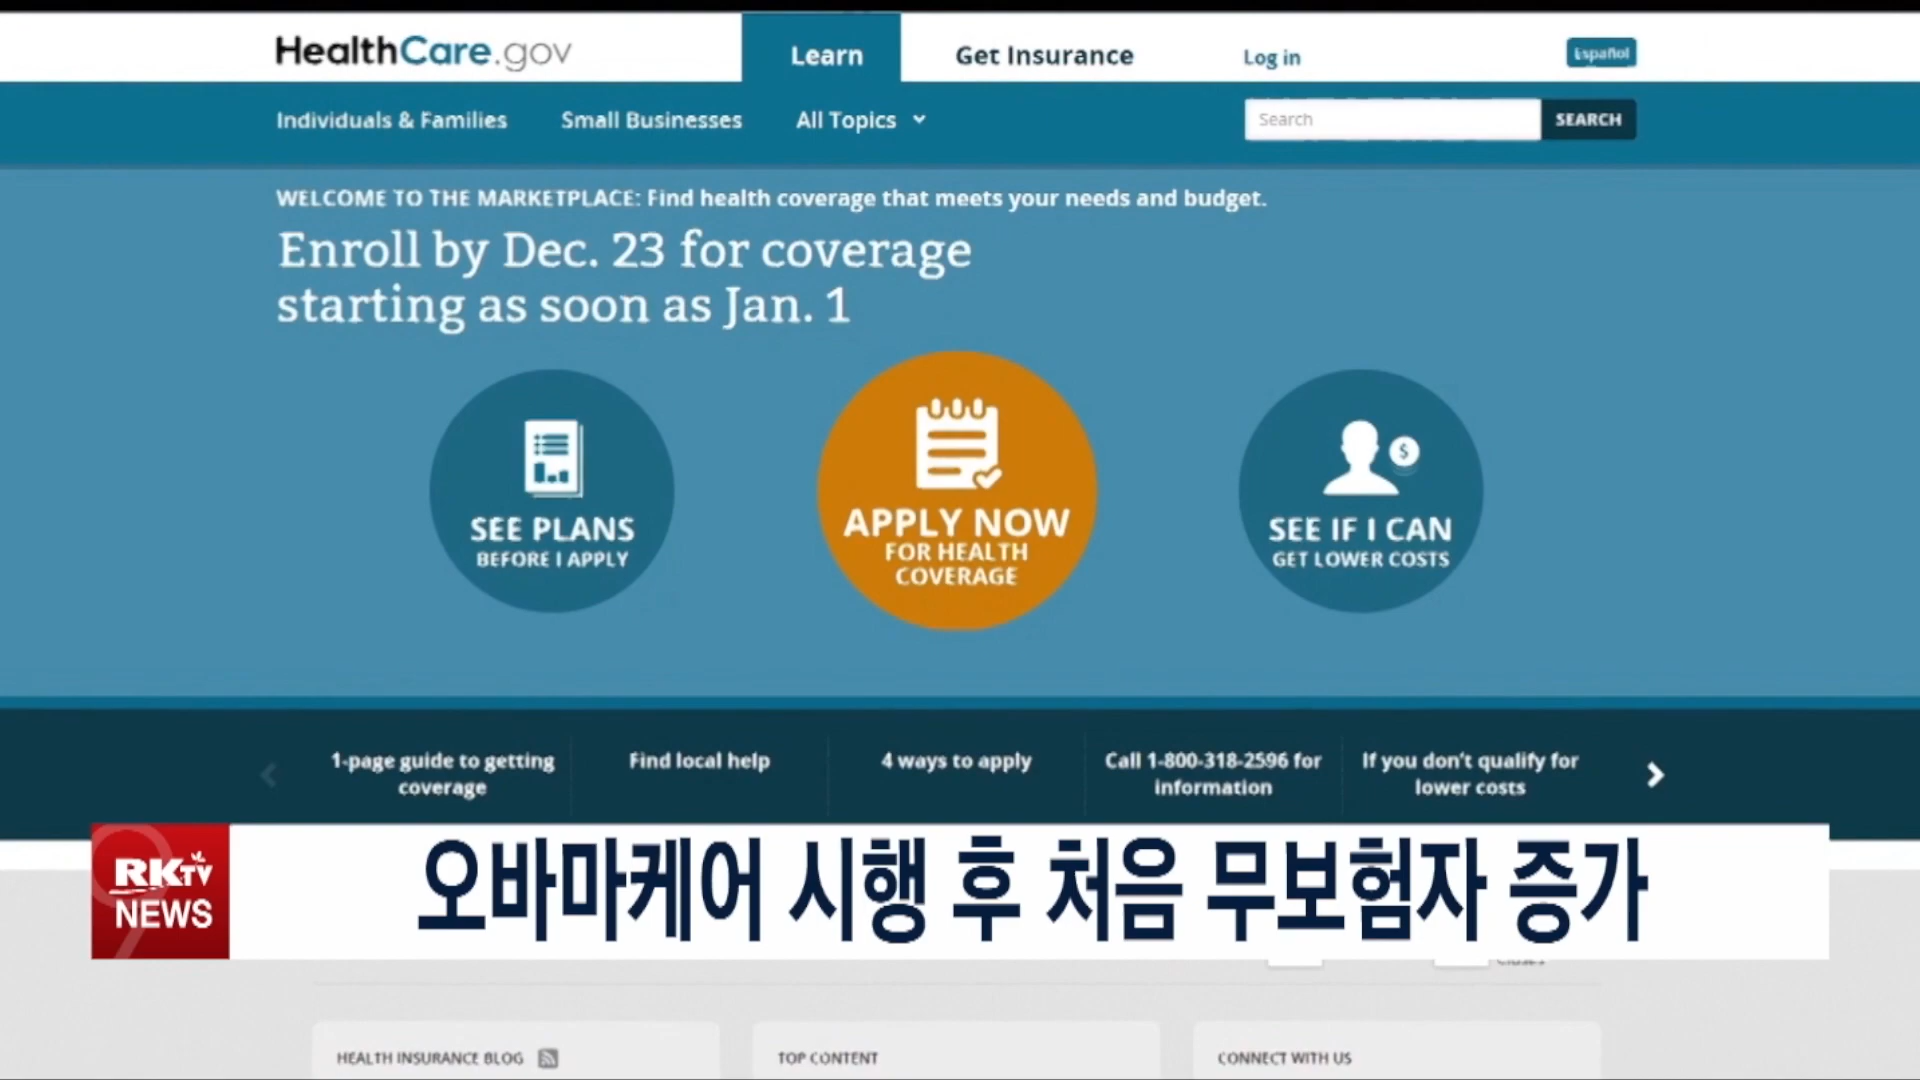 HealthCare.gov
Learn
Get Insurance
Log in
Español
Individuals & Families
Small Businesses
All Topics
Search
SEARCH
WELCOME TO THE MARKETPLACE: Find health coverage that meets your needs and budget.
Enroll by Dec. 23 for coverage
starting as soon as Jan. 1
SEE PLANS
BEFORE I APPLY
APPLY NOW
FOR HEALTH
COVERAGE
$
SEE IF I CAN
GET LOWER COSTS
1-page guide to getting
coverage
Find local help
4 ways to apply
Call 1-800-318-2596 for
information
If you don't qualify for
lower costs
RKTV
NEWS
오바마케어 시행 후 처음 무보험자 증가
HEALTH INSURANCE BLOG
TOP CONTENT
CONNECT WITH US